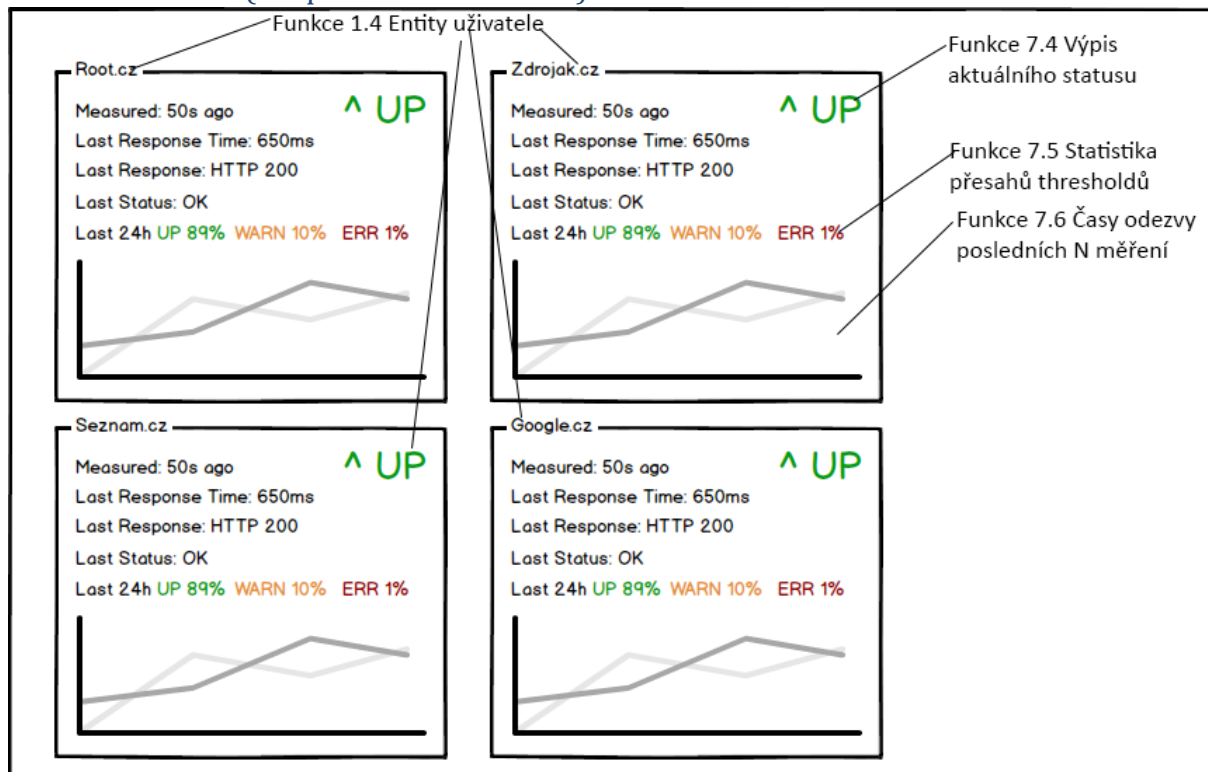 Funkce 1.4 Entity uživatele
Root.cz
Measured: 50s ago
^ UP
Last Response Time: 650ms
Last Response: HTTP 200
Last Status: OK
Last 24h UP 89% WARN 10% ERR 1%
Zdrojak.cz
Measured: 50s ago
^ UP
Last Response Time: 650ms
Last Response: HTTP 200
Last Status: OK
Last 24h UP 89% WARN 10% ERR 1%
Funkce 7.4 Výpis
aktuálního statusu
Funkce 7.5 Statistika
přesahů thresholdů
Funkce 7.6 Časy odezvy
posledních N měření
Seznam.cz
Measured: 50s ago
^ UP
Last Response Time: 650ms
Last Response: HTTP 200
Last Status: OK
Last 24h UP 89% WARN 10% ERR 1%
Google.cz
Measured: 50s ago
^ UP
Last Response Time: 650ms
Last Response: HTTP 200
Last Status: OK
Last 24h UP 89% WARN 10% ERR 1%